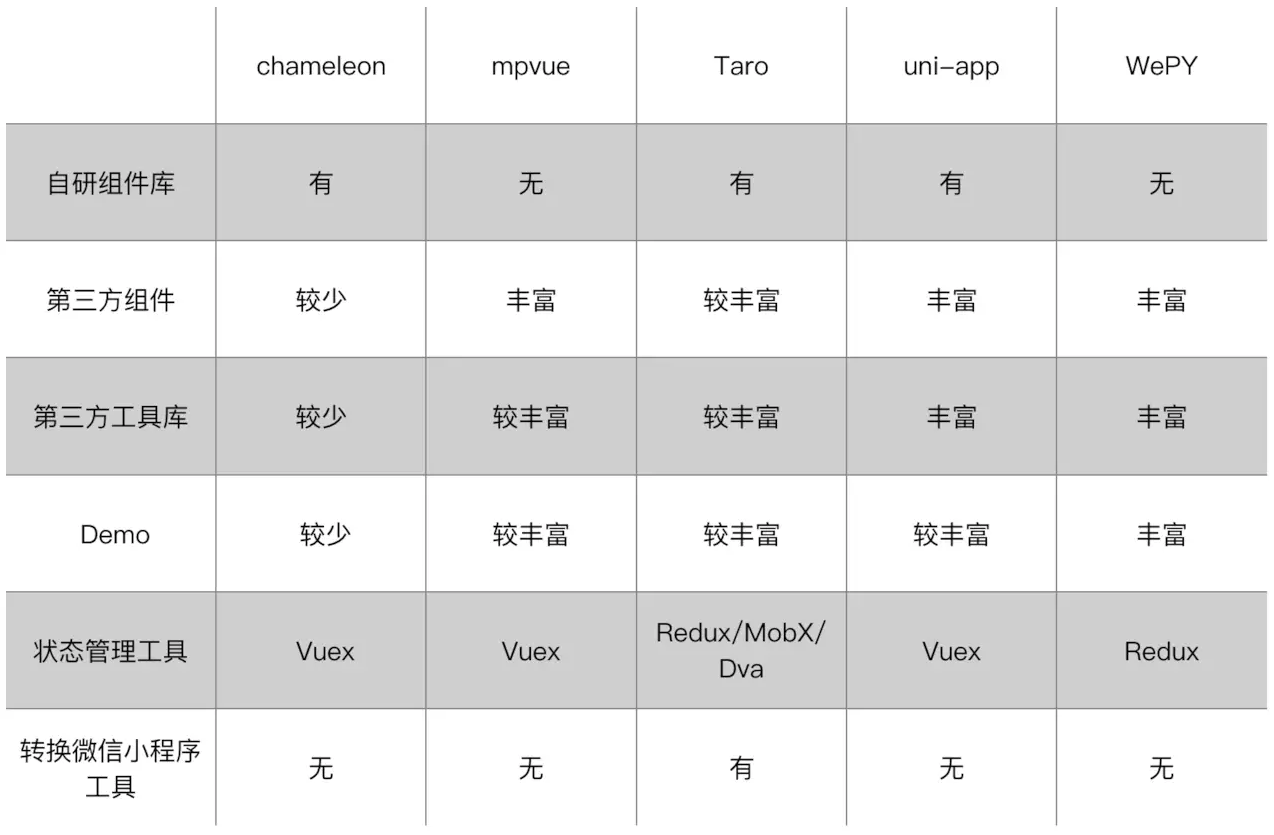 chameleon mpvue Taro uni-app WePY
自研组件库 有 无 有 有 无
第三方组件 较少 丰富 较丰富 丰富 丰富
第三方工具库 较少 较丰富 较丰富 丰富 丰富
Demo 较少 较丰富 较丰富 较丰富 丰富
状态管理工具 Vuex Vuex Redux/MobX/
Dva Vuex Redux
转换微信小程序
工具 无 无 有 无 无